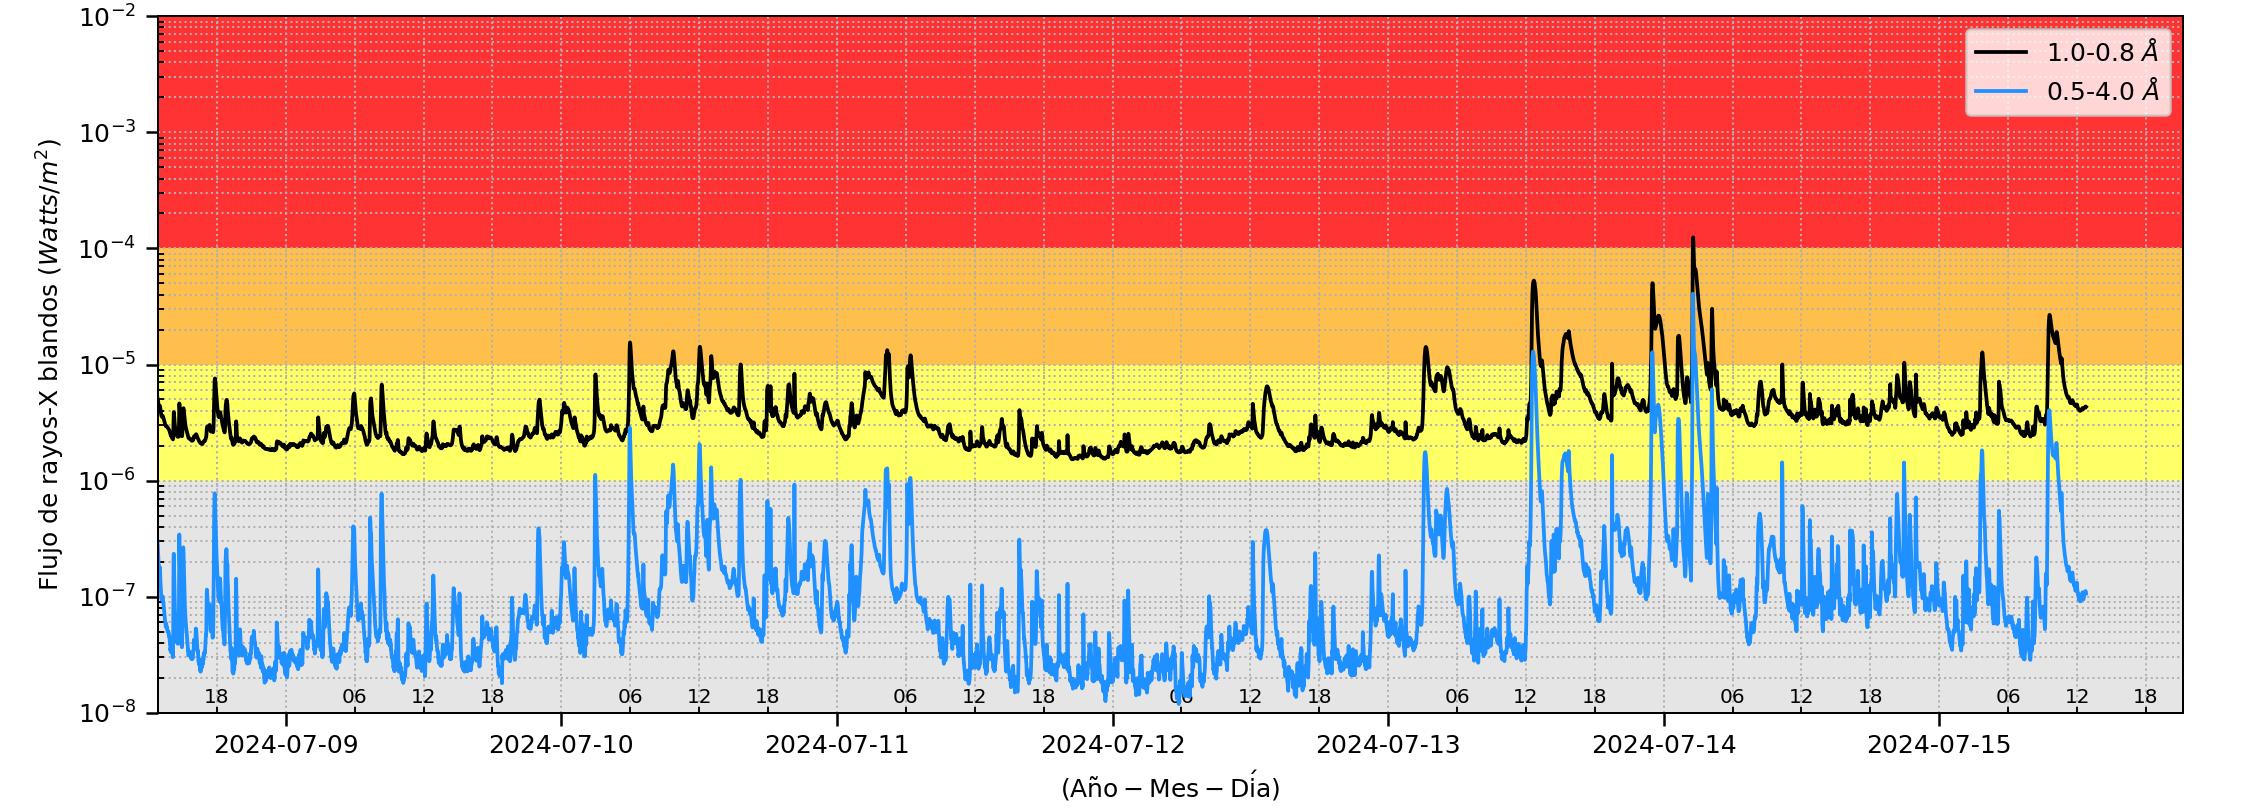 10⁻²
10⁻³
10⁻⁴
10⁻⁵
10⁻⁶
10⁻⁷
10⁻⁸
Flujo de rayos-X blandos (Watts/m²)
1.0-0.8 Å
0.5-4.0 Å
18 06 12 18 06 12 18 06 12 18 06 12 18 06 12 18 06 12 18 06 12 18
2024-07-09 2024-07-10 2024-07-11 2024-07-12 2024-07-13 2024-07-14 2024-07-15
(Año − Mes − Día)